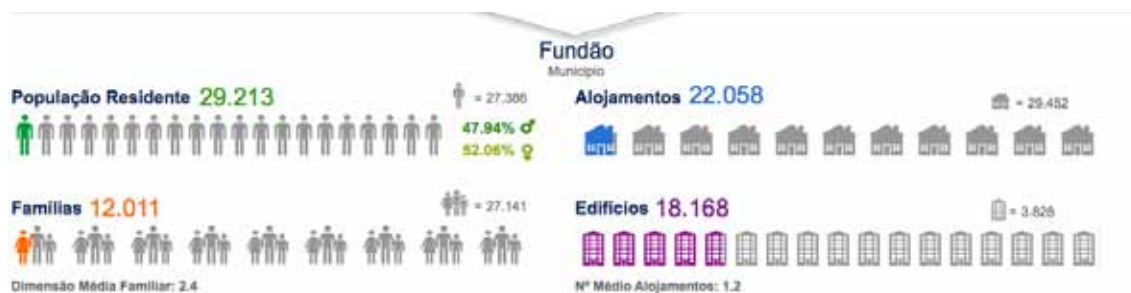 Fundão
Município
População Residente 29.213
= 27.386
47.94% ♂
52.06% ♀
Alojamentos 22.058
= 29.452
Famílias 12.011
= 27.141
Dimensão Média Familiar: 2.4
Edifícios 18.168
= 3.828
Nº Médio Alojamentos: 1.2